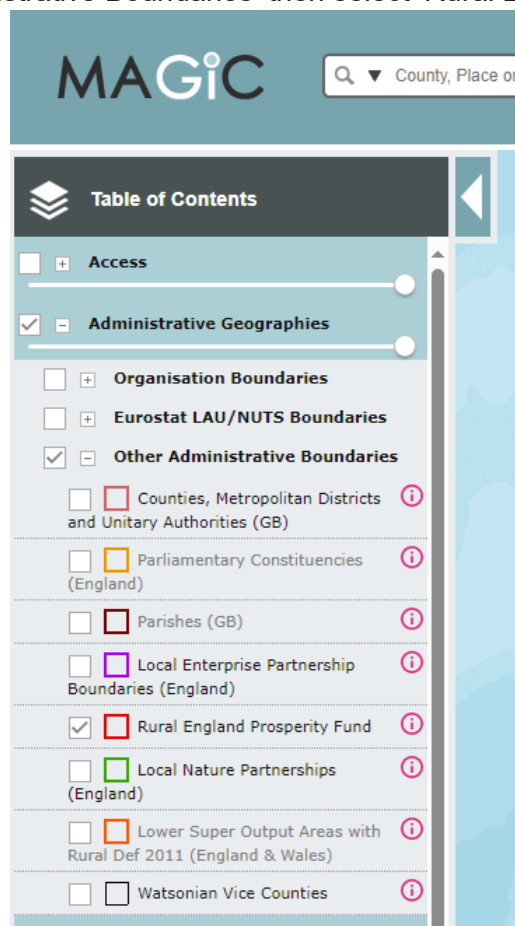 MAGiC
County, Place or
Table of Contents
Access
Administrative Geographies
Organisation Boundaries
Eurostat LAU/NUTS Boundaries
Other Administrative Boundaries
Counties, Metropolitan Districts
and Unitary Authorities (GB)
Parliamentary Constituencies
(England)
Parishes (GB)
Local Enterprise Partnership
Boundaries (England)
Rural England Prosperity Fund
Local Nature Partnerships
(England)
Lower Super Output Areas with
Rural Def 2011 (England & Wales)
Watsonian Vice Counties